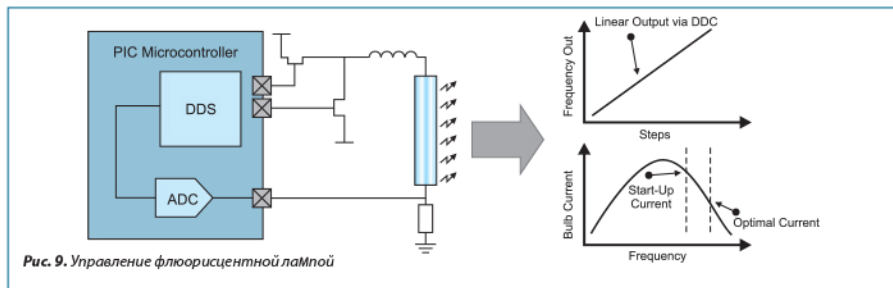 PIC Microcontroller
DDS
ADC
Linear Output via DDC
Frequency Out
Steps
Bulb Current
Start-Up
Current
Optimal Current
Frequency
Рис. 9. Управление флюорисцентной лампой